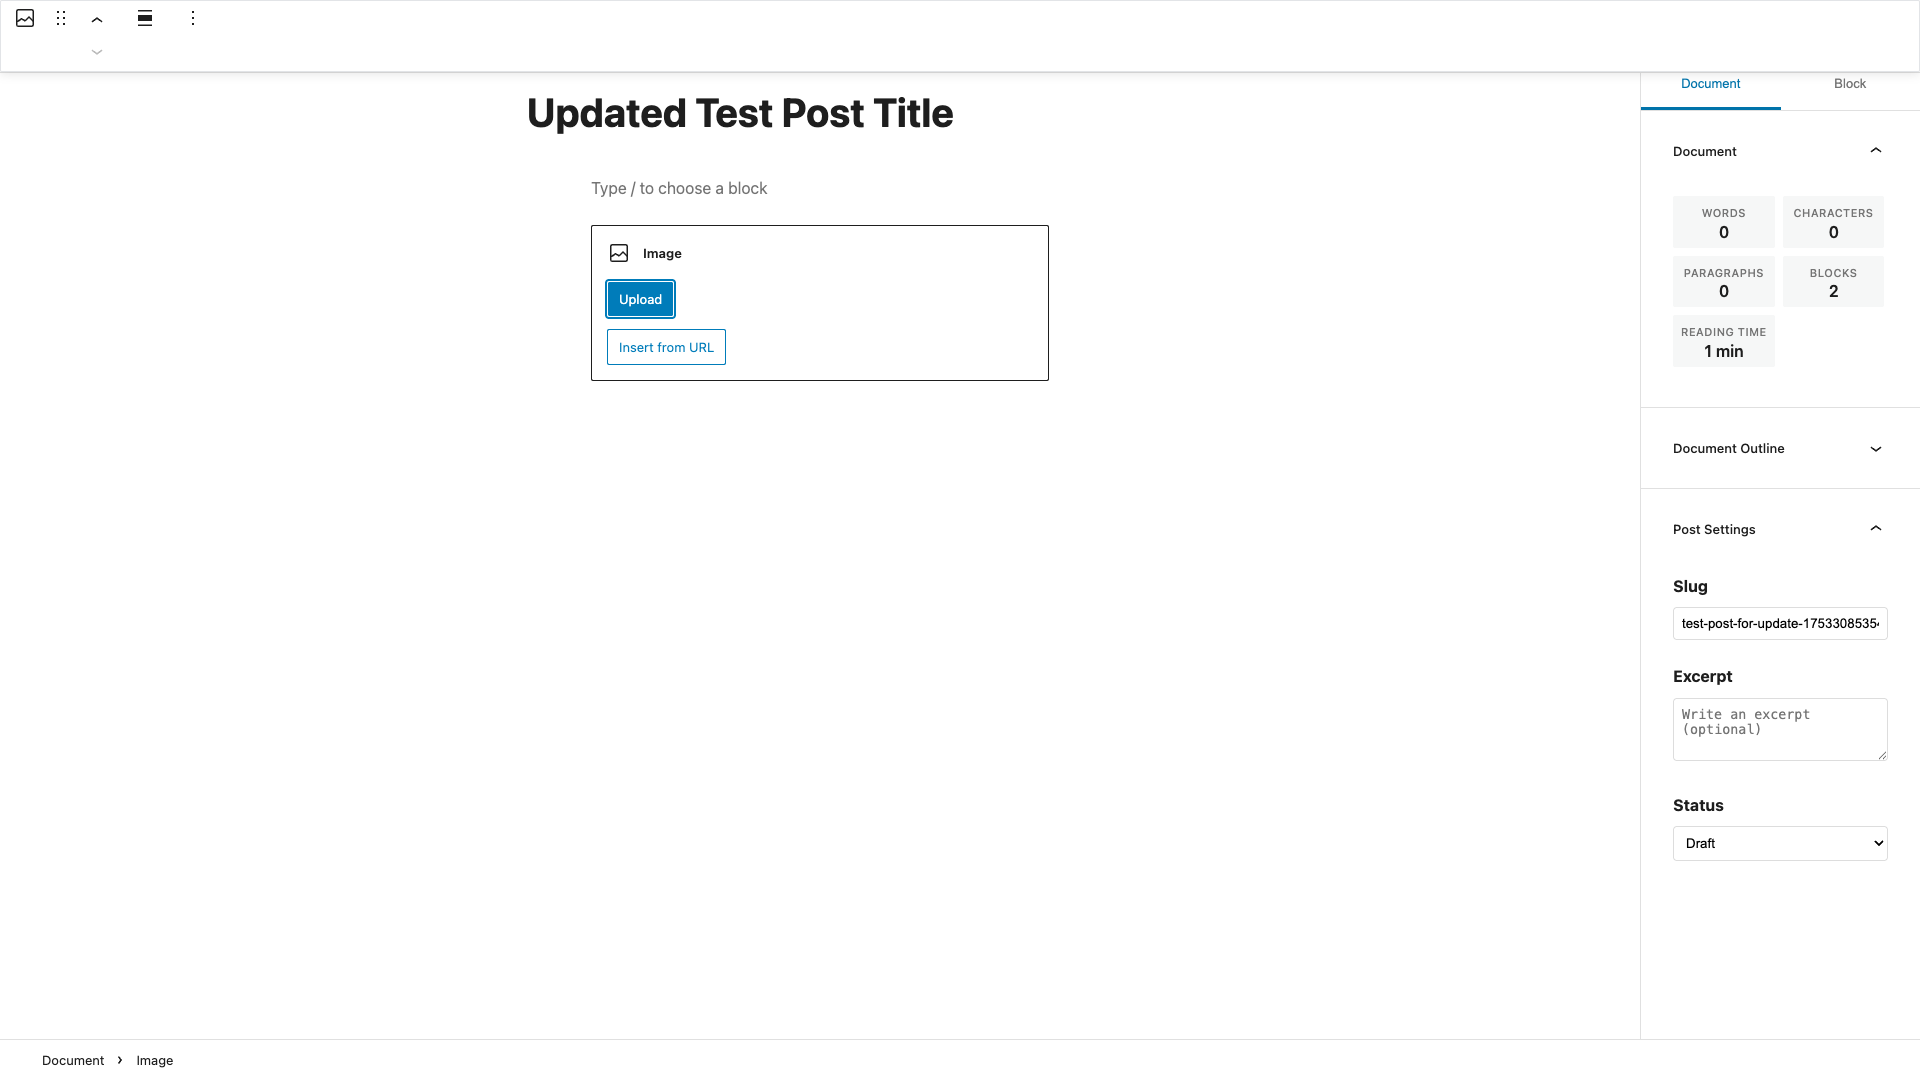 Document
Block
Updated Test Post Title
Type / to choose a block
Image
Upload
Insert from URL
Document
WORDS
0
CHARACTERS
0
PARAGRAPHS
0
BLOCKS
2
READING TIME
1 min
Document Outline
Post Settings
Slug
test-post-for-update-1753308535
Excerpt
Write an excerpt
(optional)
Status
Draft
Document › Image